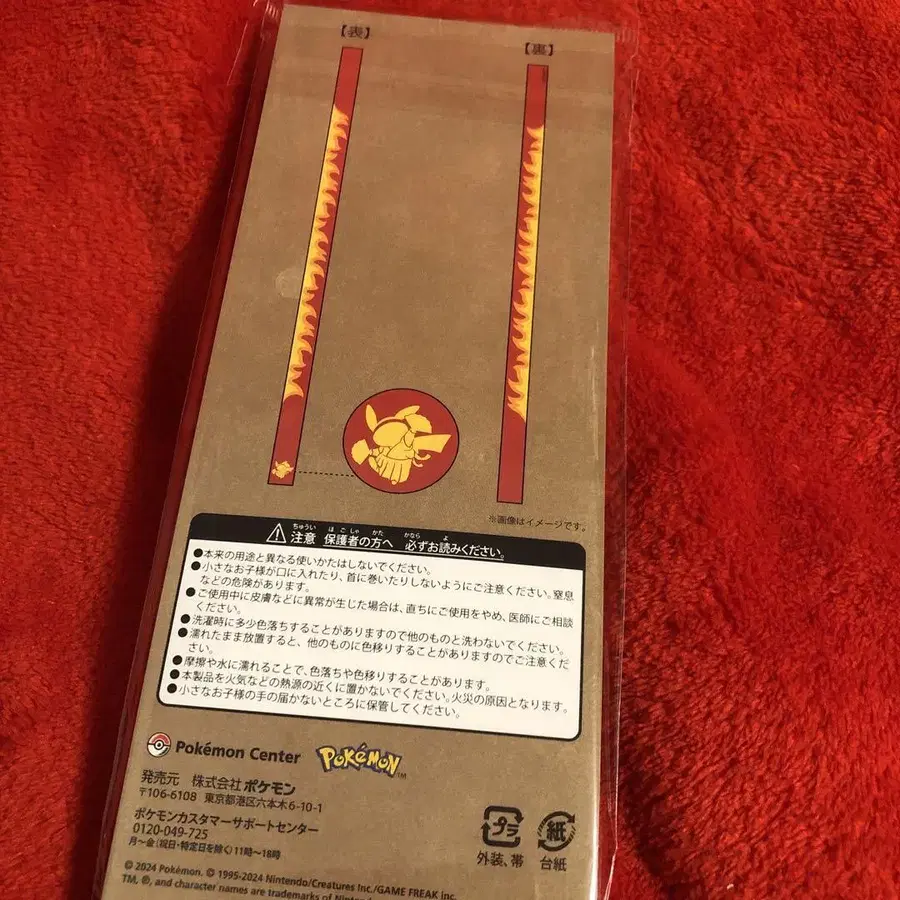 【表】
【裏】
※画像はイメージです。
ちゅうい ほごしゃ かた かなら よ
注意 保護者の方へ 必ずお読みください。
●本来の用途と異なる使いかたはしないでください。
●小さなお子様が口に入れたり、首に巻いたりしないようにご注意ください。窒息
などの危険があります。
●ご使用中に皮膚などに異常が生じた場合は、直ちにご使用をやめ、医師にご相談
ください。
●洗濯時に多少色落ちすることがありますので他のものと洗わないでください。
●濡れたまま放置すると、他のものに色移りすることがありますのでご注意くだ
さい。
●摩擦や水に濡れることで、色落ちや色移りすることがあります。
●本製品を火気などの熱源の近くに置かないでください。火災の原因となります。
●小さなお子様の手の届かないところに保管してください。
Pokémon Center POKéMON TM
発売元 株式会社ポケモン
〒106-6108 東京都港区六本木6-10-1
ポケモンカスタマーサポートセンター
0120-049-725
月〜金(祝日・特定日を除く)11時〜18時
プラ
外装、帯
紙
台紙
© 2024 Pokémon. © 1995-2024 Nintendo/Creatures Inc./GAME FREAK inc.
TM, ®, and character names are trademarks of